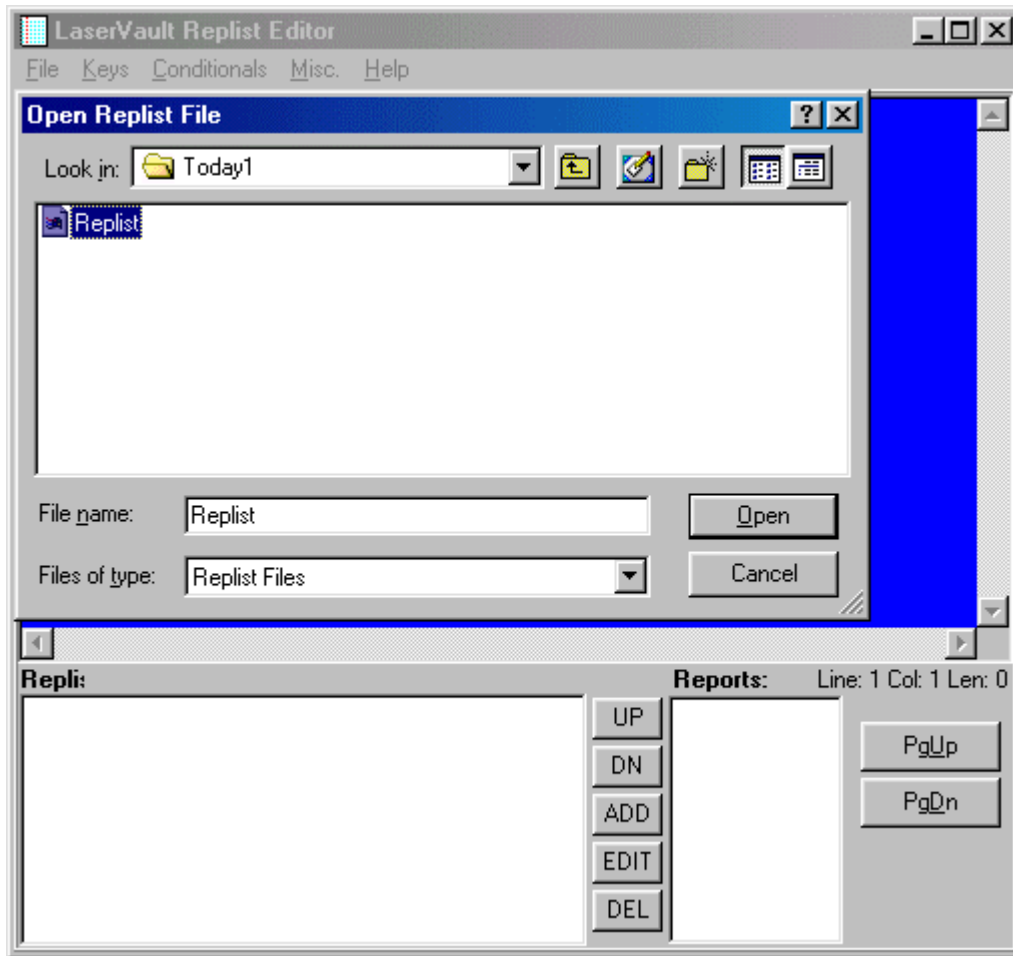 LaserVault Replist Editor
File Keys Conditionals Misc. Help
Open Replist File
Look in: Today1
Replist
File name: Replist Open
Files of type: Replist Files Cancel
Replis Reports: Line: 1 Col: 1 Len: 0
UP
PgUp
DN
PgDn
ADD
EDIT
DEL